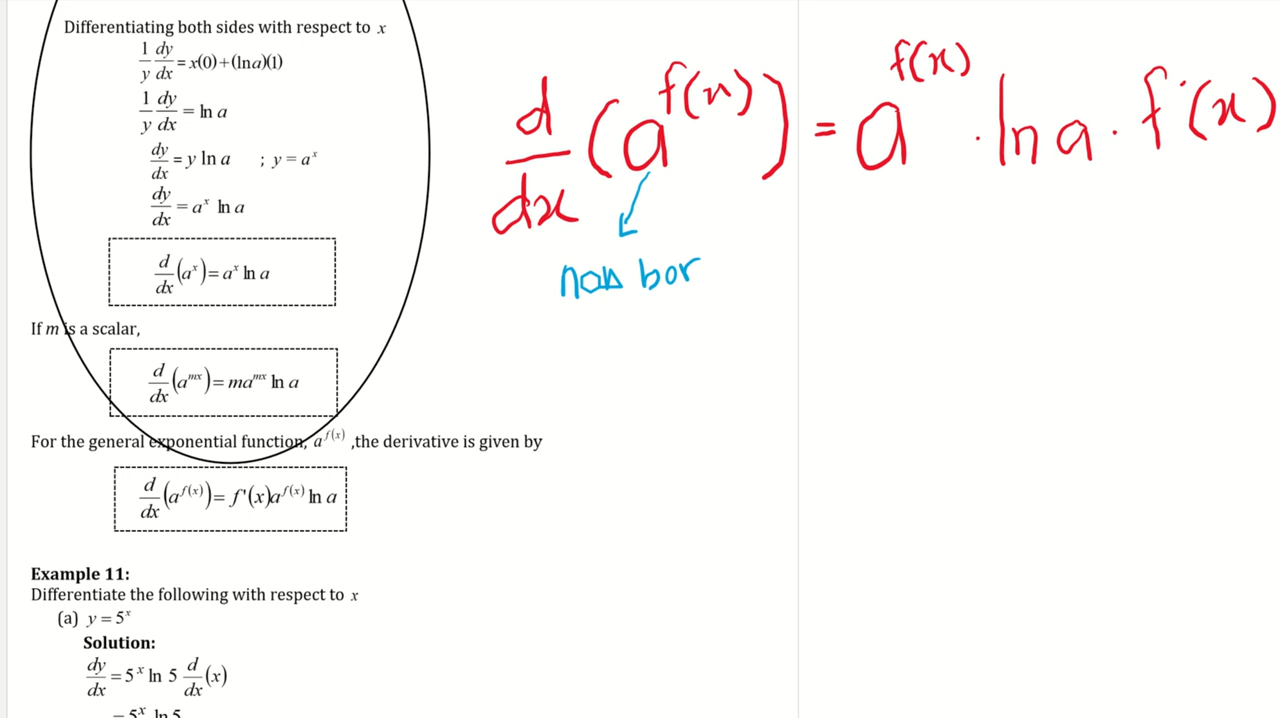 Differentiating both sides with respect to x
1/y dy/dx = x(0)+(ln a)(1)
1/y dy/dx = ln a
dy/dx = y ln a ; y = a^x
dy/dx = a^x ln a
d/dx (a^x) = a^x ln a
If m is a scalar,
d/dx (a^mx) = ma^mx ln a
For the general exponential function, a^f(x) ,the derivative is given by
d/dx (a^f(x)) = f'(x)a^f(x) ln a
Example 11:
Differentiate the following with respect to x
(a) y = 5^x
Solution:
dy/dx = 5^x ln 5 d/dx (x)
= 5^x ln 5
d/dx (a^f(x)) = a^f(x) · ln a · f'(x)
bor